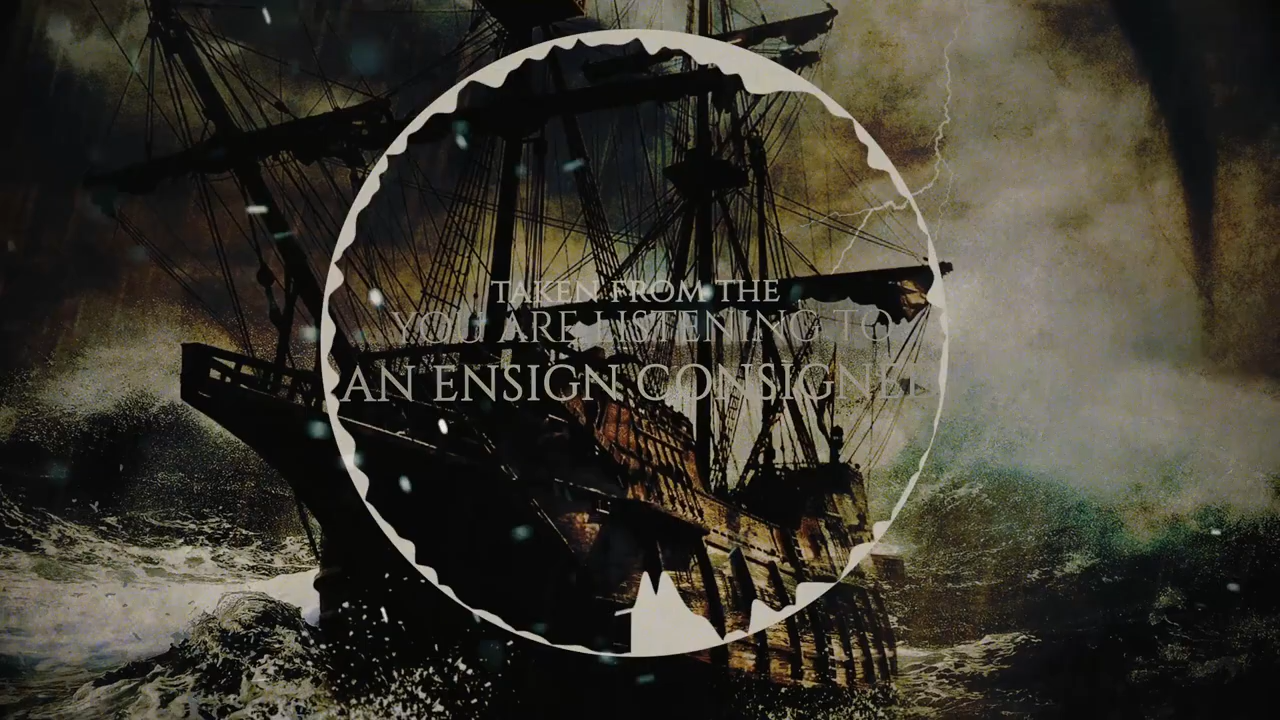 TAKEN FROM THE
YOU ARE LISTENING TO
AN ENSIGN CONSIGNED